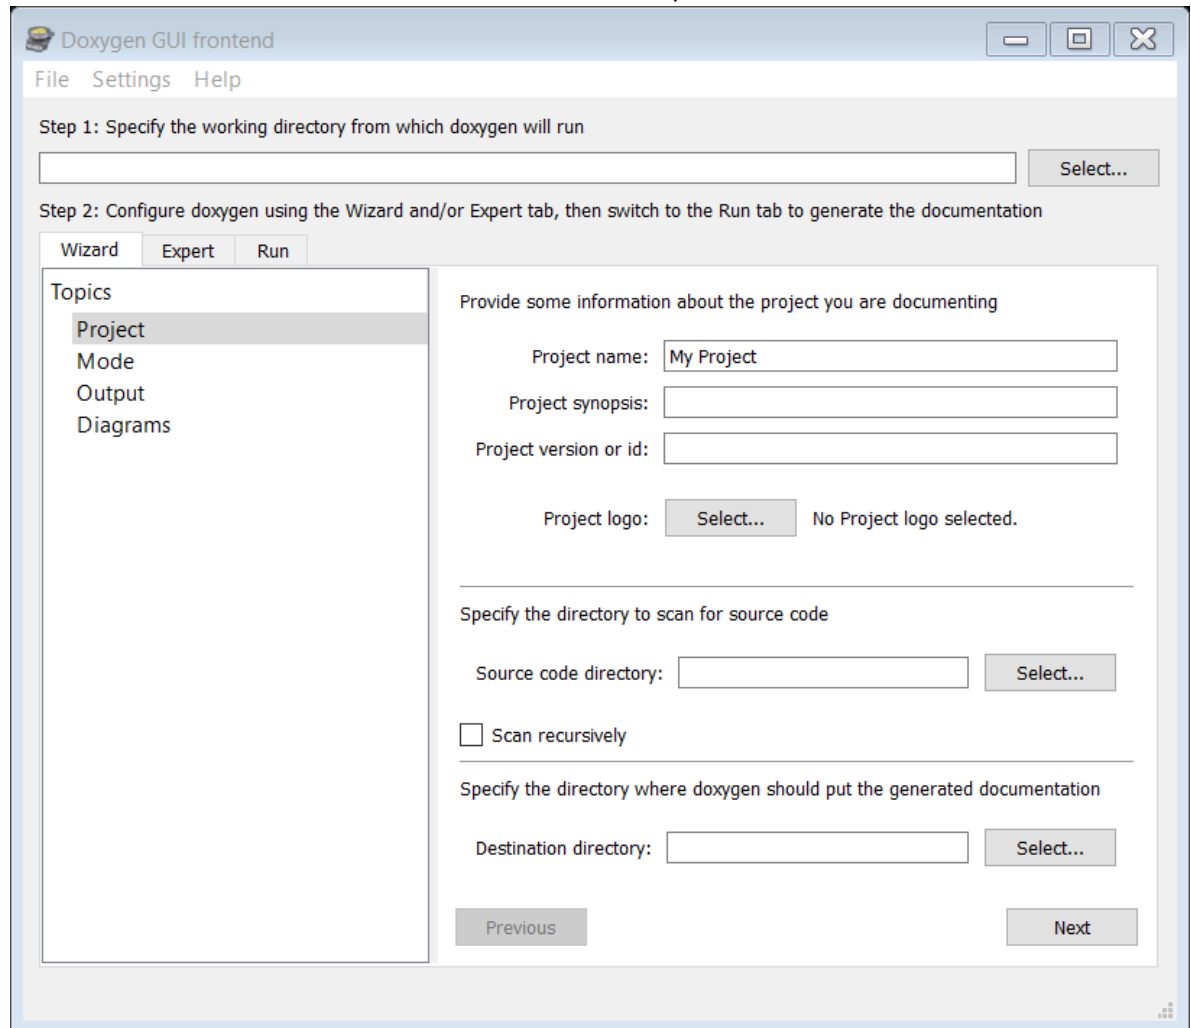 Doxygen GUI frontend
File Settings Help
Step 1: Specify the working directory from which doxygen will run
Select...
Step 2: Configure doxygen using the Wizard and/or Expert tab, then switch to the Run tab to generate the documentation
Wizard Expert Run
Topics
Project
Mode
Output
Diagrams
Provide some information about the project you are documenting
Project name: My Project
Project synopsis:
Project version or id:
Project logo: Select... No Project logo selected.
Specify the directory to scan for source code
Source code directory: Select...
Scan recursively
Specify the directory where doxygen should put the generated documentation
Destination directory: Select...
Previous Next